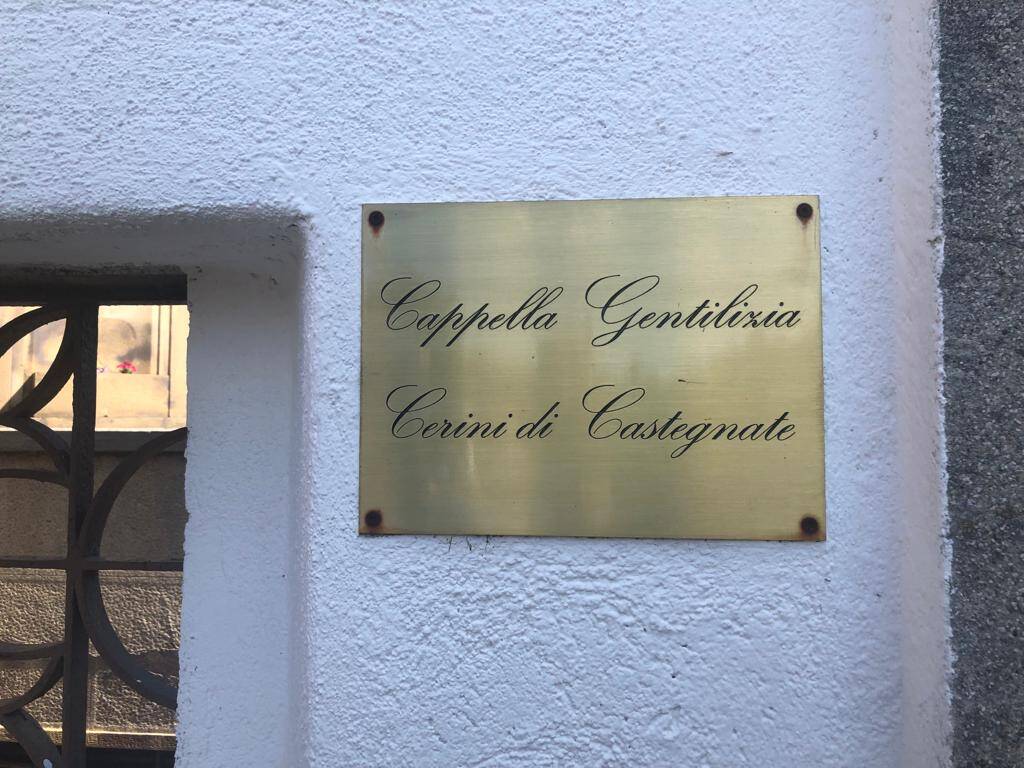 Cappella Gentilizia
Cerini di Castegnate